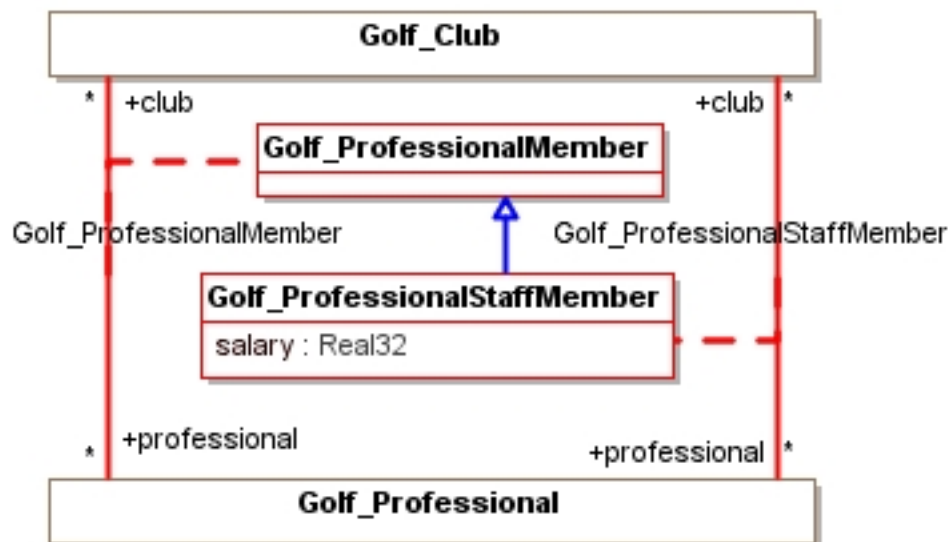 Golf_Club
* +club
+club *
Golf_ProfessionalMember
Golf_ProfessionalMember
Golf_ProfessionalStaffMember
Golf_ProfessionalStaffMember
salary : Real32
* +professional
+professional *
Golf_Professional